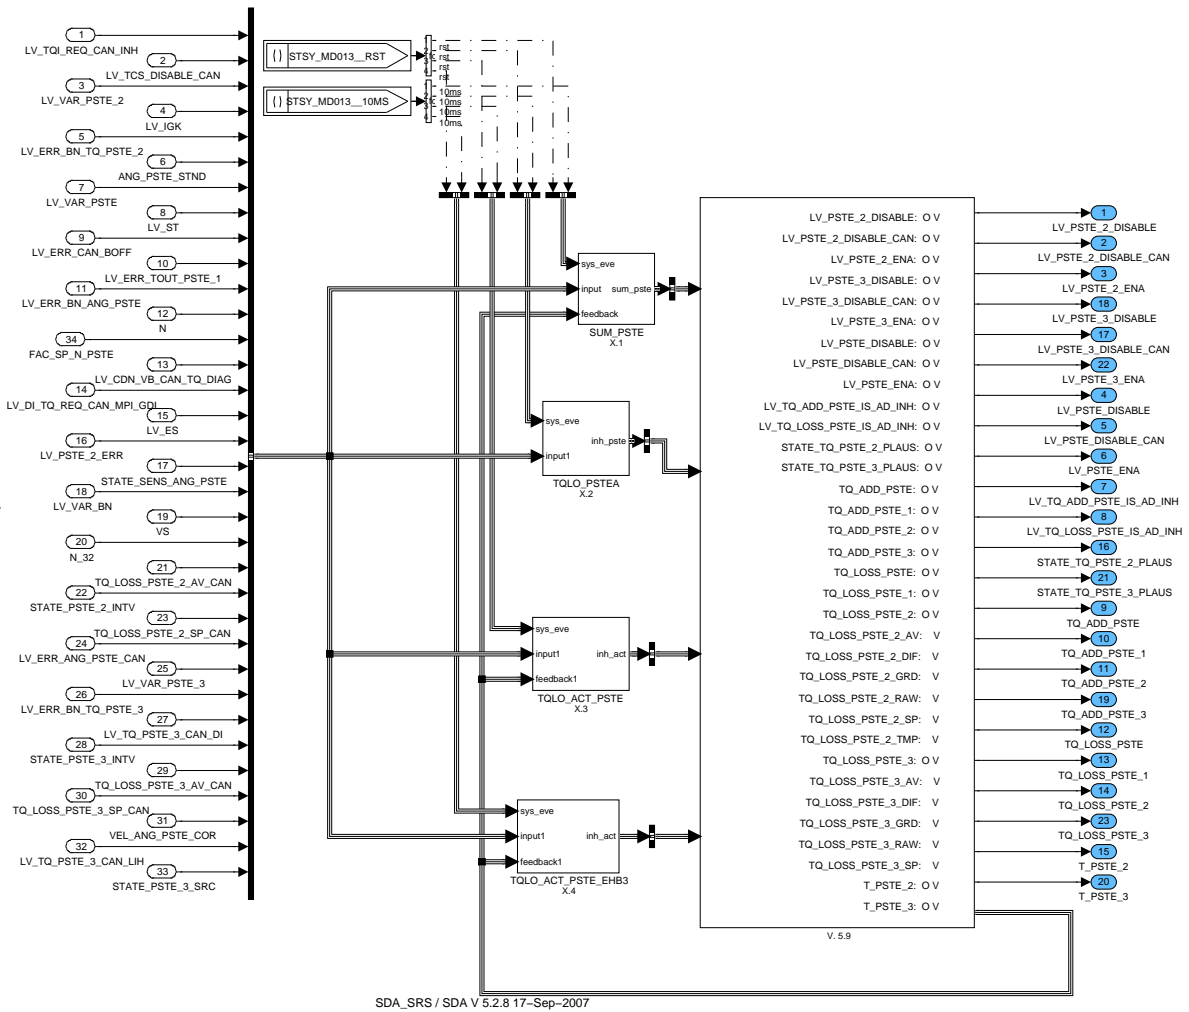 1
LV_TQI_REQ_CAN_INH
2
LV_TCS_DISABLE_CAN
3
LV_VAR_PSTE_2
4
LV_IGK
5
LV_ERR_BN_TQ_PSTE_2
6
ANG_PSTE_STND
7
LV_VAR_PSTE
8
LV_ST
9
LV_ERR_CAN_BOFF
10
LV_ERR_TOUT_PSTE_1
11
LV_ERR_BN_ANG_PSTE
12
N
34
FAC_SP_N_PSTE
13
LV_CDN_VB_CAN_TQ_DIAG
14
LV_DI_TQ_REQ_CAN_MPI_GDI
15
LV_ES
16
LV_PSTE_2_ERR
17
STATE_SENS_ANG_PSTE
18
LV_VAR_BN
19
VS
20
N_32
21
TQ_LOSS_PSTE_2_AV_CAN
22
STATE_PSTE_2_INTV
23
TQ_LOSS_PSTE_2_SP_CAN
24
LV_ERR_ANG_PSTE_CAN
25
LV_VAR_PSTE_3
26
LV_ERR_BN_TQ_PSTE_3
27
LV_TQ_PSTE_3_CAN_DI
28
STATE_PSTE_3_INTV
29
TQ_LOSS_PSTE_3_AV_CAN
30
TQ_LOSS_PSTE_3_SP_CAN
31
VEL_ANG_PSTE_COR
32
LV_TQ_PSTE_3_CAN_LIH
33
STATE_PSTE_3_SRC
{} STSY_MD013__RST
1
2
3
4
rst
rst
rst
rst
{} STSY_MD013__10MS
1
2
3
4
10ms
10ms
10ms
10ms
sys_eve
input sum_pste
feedback
SUM_PSTE
X.1
sys_eve
inh_pste
input1
TQLO_PSTEA
X.2
sys_eve
input1 inh_act
feedback1
TQLO_ACT_PSTE
X.3
sys_eve
input1 inh_act
feedback1
TQLO_ACT_PSTE_EHB3
X.4
LV_PSTE_2_DISABLE: O V
LV_PSTE_2_DISABLE_CAN: O V
LV_PSTE_2_ENA: O V
LV_PSTE_3_DISABLE: O V
LV_PSTE_3_DISABLE_CAN: O V
LV_PSTE_3_ENA: O V
LV_PSTE_DISABLE: O V
LV_PSTE_DISABLE_CAN: O V
LV_PSTE_ENA: O V
LV_TQ_ADD_PSTE_IS_AD_INH: O V
LV_TQ_LOSS_PSTE_IS_AD_INH: O V
STATE_TQ_PSTE_2_PLAUS: O V
STATE_TQ_PSTE_3_PLAUS: O V
TQ_ADD_PSTE: O V
TQ_ADD_PSTE_1: O V
TQ_ADD_PSTE_2: O V
TQ_ADD_PSTE_3: O V
TQ_LOSS_PSTE: O V
TQ_LOSS_PSTE_1: O V
TQ_LOSS_PSTE_2: O V
TQ_LOSS_PSTE_2_AV: V
TQ_LOSS_PSTE_2_DIF: V
TQ_LOSS_PSTE_2_GRD: V
TQ_LOSS_PSTE_2_RAW: V
TQ_LOSS_PSTE_2_SP: V
TQ_LOSS_PSTE_2_TMP: V
TQ_LOSS_PSTE_3: O V
TQ_LOSS_PSTE_3_AV: V
TQ_LOSS_PSTE_3_DIF: V
TQ_LOSS_PSTE_3_GRD: V
TQ_LOSS_PSTE_3_RAW: V
TQ_LOSS_PSTE_3_SP: V
T_PSTE_2: O V
T_PSTE_3: O V
V. 5.9
1
LV_PSTE_2_DISABLE
2
LV_PSTE_2_DISABLE_CAN
3
LV_PSTE_2_ENA
18
LV_PSTE_3_DISABLE
17
LV_PSTE_3_DISABLE_CAN
22
LV_PSTE_3_ENA
4
LV_PSTE_DISABLE
5
LV_PSTE_DISABLE_CAN
6
LV_PSTE_ENA
7
LV_TQ_ADD_PSTE_IS_AD_INH
8
LV_TQ_LOSS_PSTE_IS_AD_INH
16
STATE_TQ_PSTE_2_PLAUS
21
STATE_TQ_PSTE_3_PLAUS
9
TQ_ADD_PSTE
10
TQ_ADD_PSTE_1
11
TQ_ADD_PSTE_2
19
TQ_ADD_PSTE_3
12
TQ_LOSS_PSTE
13
TQ_LOSS_PSTE_1
14
TQ_LOSS_PSTE_2
23
TQ_LOSS_PSTE_3
15
T_PSTE_2
20
T_PSTE_3
SDA_SRS / SDA V 5.2.8 17−Sep−2007